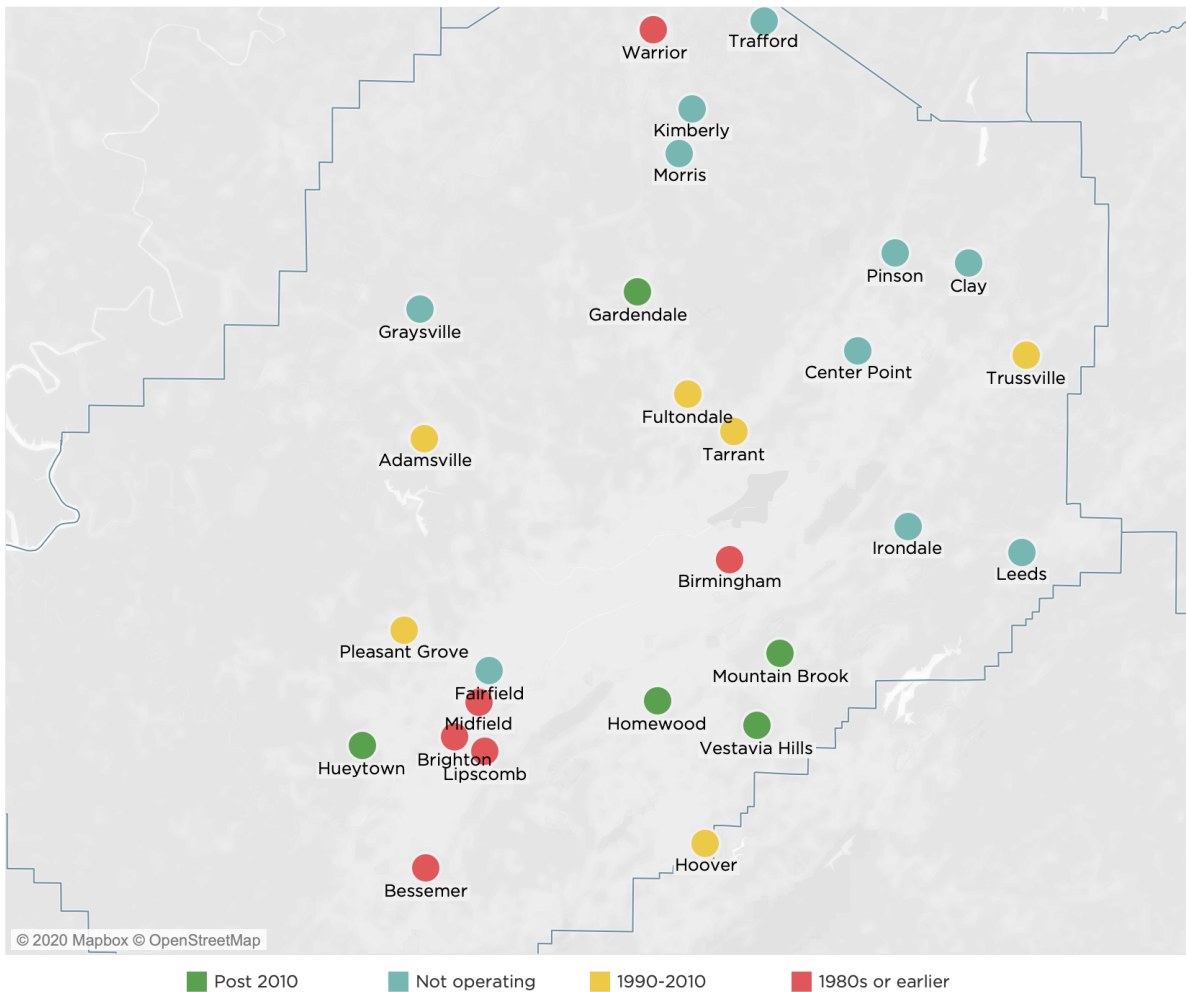 Warrior
Trafford
Kimberly
Morris
Pinson
Clay
Gardendale
Graysville
Center Point
Trussville
Fultondale
Tarrant
Adamsville
Irondale
Leeds
Birmingham
Pleasant Grove
Mountain Brook
Fairfield
Midfield
Homewood
Vestavia Hills
Brighton
Hueytown
Lipscomb
Hoover
Bessemer
© 2020 Mapbox © OpenStreetMap
Post 2010 Not operating 1990-2010 1980s or earlier